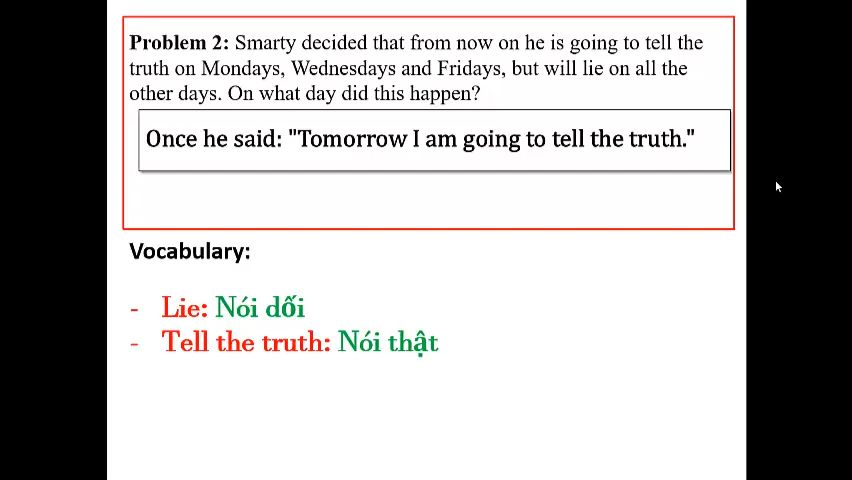 Problem 2: Smarty decided that from now on he is going to tell the
truth on Mondays, Wednesdays and Fridays, but will lie on all the
other days. On what day did this happen?
Once he said: "Tomorrow I am going to tell the truth."
Vocabulary:
- Lie: Nói dối
- Tell the truth: Nói thật